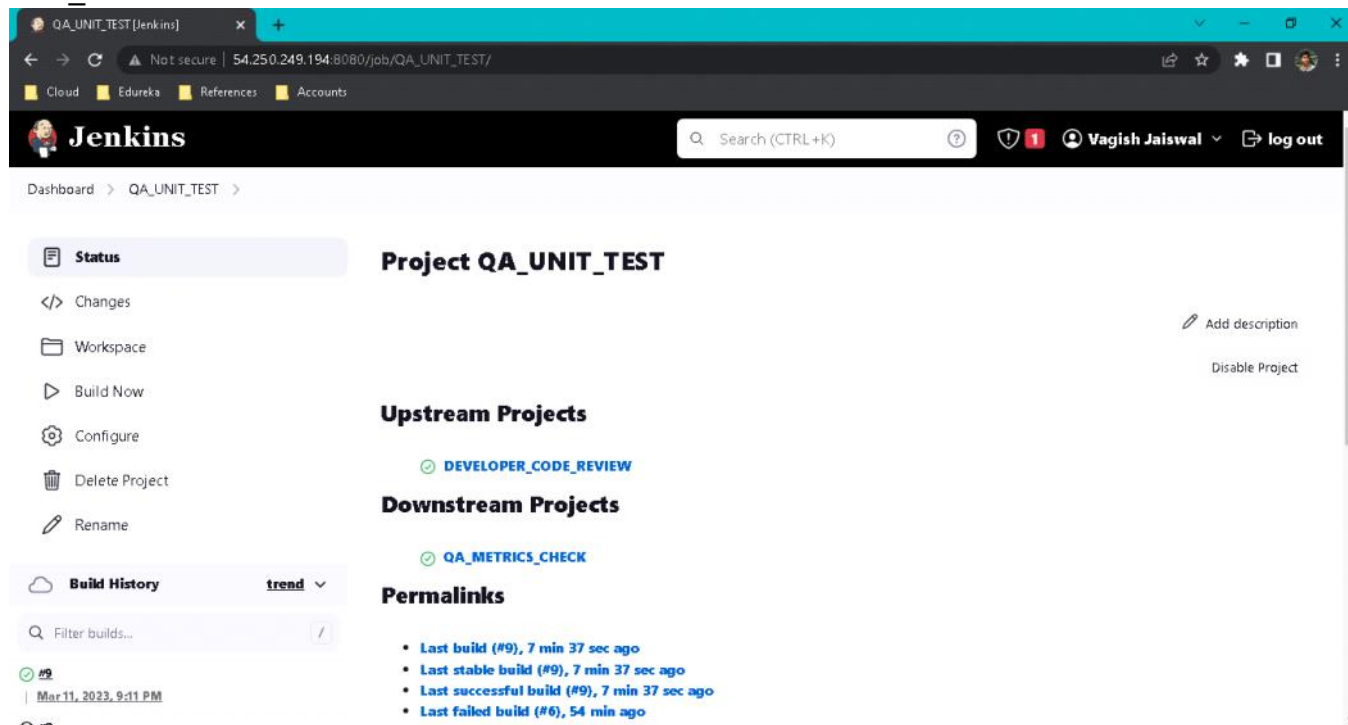 QA_UNIT_TEST [Jenkins]
Not secure | 54.250.249.194:8080/job/QA_UNIT_TEST/
Cloud Edureka References Accounts
Jenkins
Search (CTRL+K)
1
Vagish Jaiswal
log out
Dashboard > QA_UNIT_TEST >
Status
Changes
Workspace
Build Now
Configure
Delete Project
Rename
Build History
trend
Filter builds...
/
#9
Mar 11, 2023, 9:11 PM
Project QA_UNIT_TEST
Add description
Disable Project
Upstream Projects
DEVELOPER_CODE_REVIEW
Downstream Projects
QA_METRICS_CHECK
Permalinks
• Last build (#9), 7 min 37 sec ago
• Last stable build (#9), 7 min 37 sec ago
• Last successful build (#9), 7 min 37 sec ago
• Last failed build (#6), 54 min ago